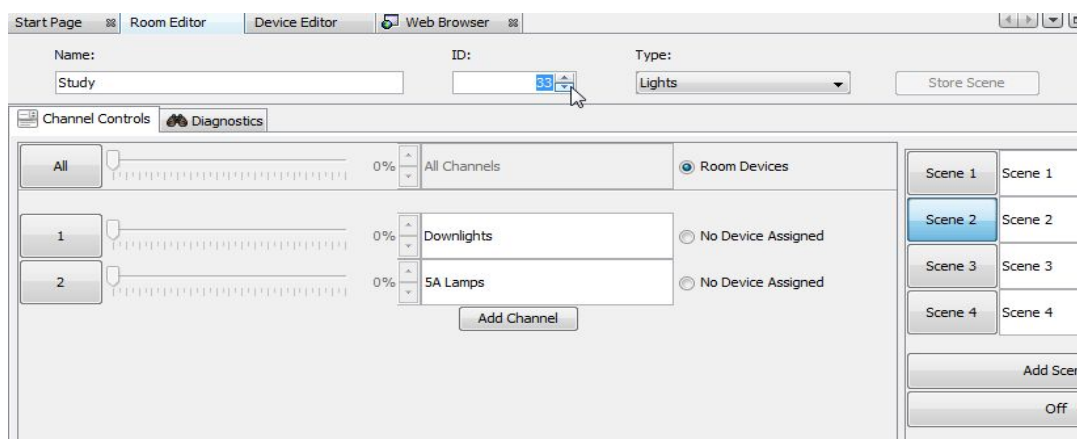 Start Page Room Editor Device Editor Web Browser
Name: ID: Type:
Study 33 Lights Store Scene
Channel Controls Diagnostics
All 0% All Channels Room Devices
Scene 1 Scene 1
1 0% Downlights No Device Assigned
Scene 2 Scene 2
2 0% 5A Lamps No Device Assigned
Scene 3 Scene 3
Add Channel
Scene 4 Scene 4
Add Scen
Off